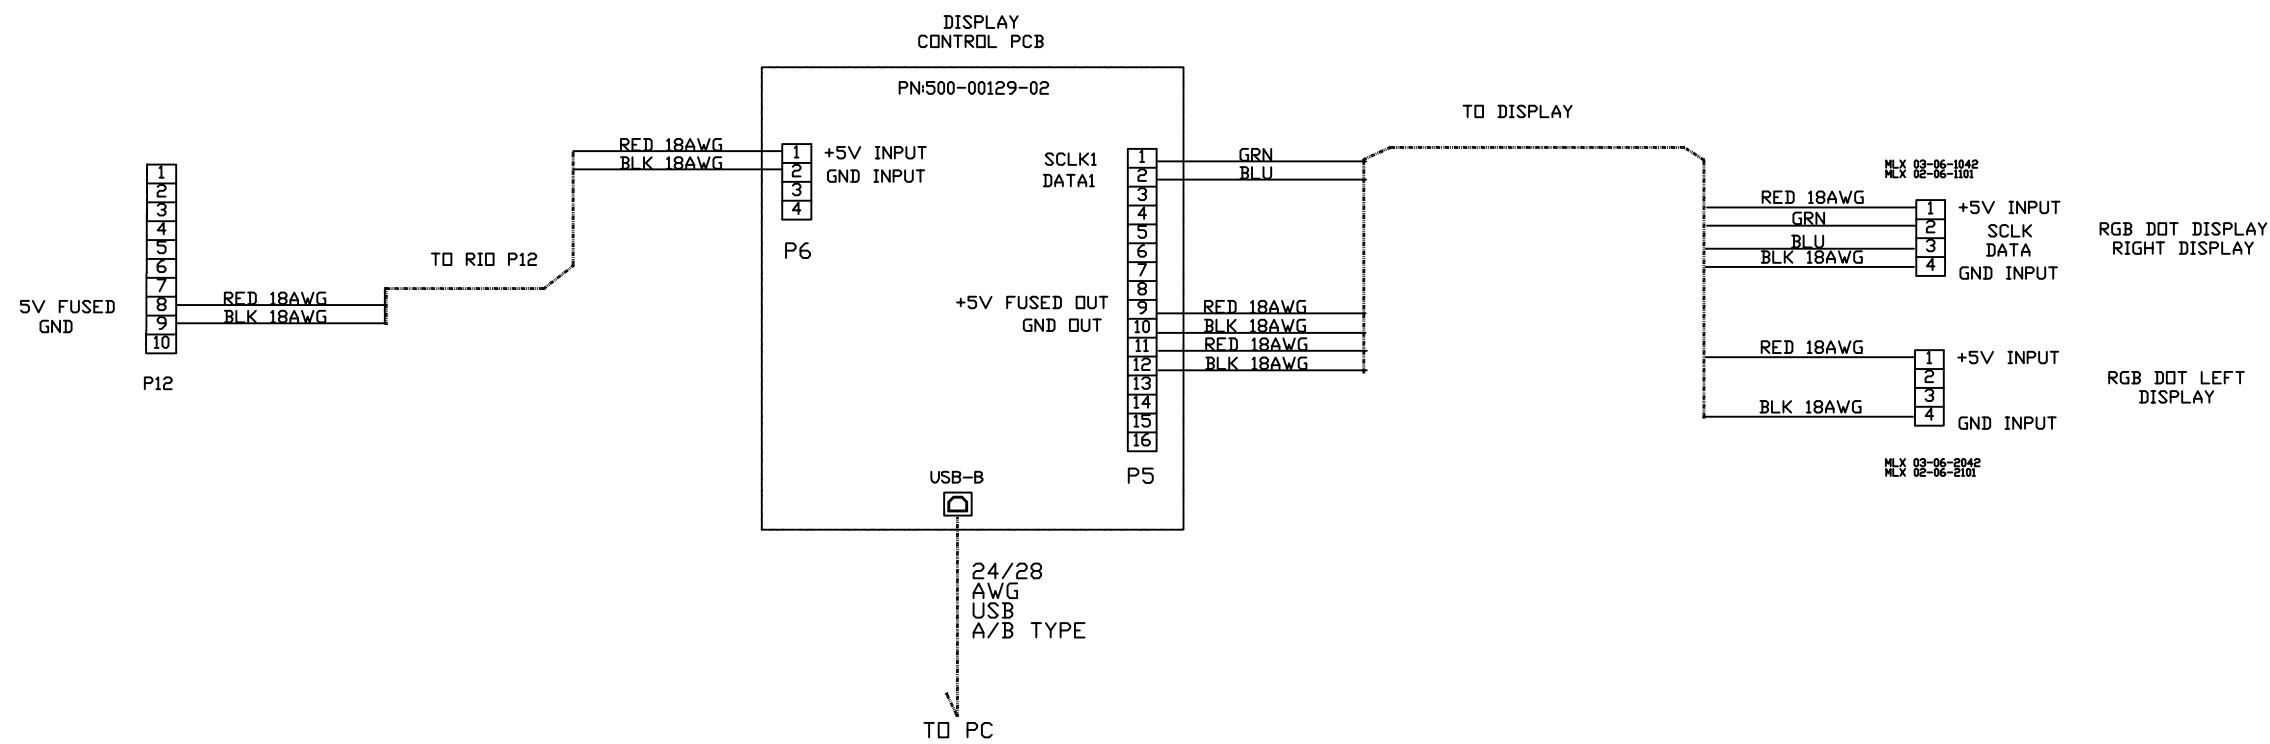 DISPLAY
CONTROL PCB
PN:500-00129-02
TO DISPLAY
RED 18AWG
BLK 18AWG
1
2
3
4
+5V INPUT
GND INPUT
P6
TO RIO P12
1
2
3
4
5
6
7
8
9
10
5V FUSED
GND
RED 18AWG
BLK 18AWG
P12
SCLK1
DATA1
+5V FUSED OUT
GND OUT
1
2
3
4
5
6
7
8
9
10
11
12
13
14
15
16
P5
GRN
BLU
RED 18AWG
BLK 18AWG
RED 18AWG
BLK 18AWG
MLX 03-06-1042
MLX 02-06-1101
RED 18AWG
GRN
BLU
BLK 18AWG
1
2
3
4
+5V INPUT
SCLK
DATA
GND INPUT
RGB DOT DISPLAY
RIGHT DISPLAY
RED 18AWG
BLK 18AWG
1
2
3
4
+5V INPUT
GND INPUT
RGB DOT LEFT
DISPLAY
MLX 03-06-2042
MLX 02-06-2101
USB-B
24/28
AWG
USB
A/B TYPE
TO PC